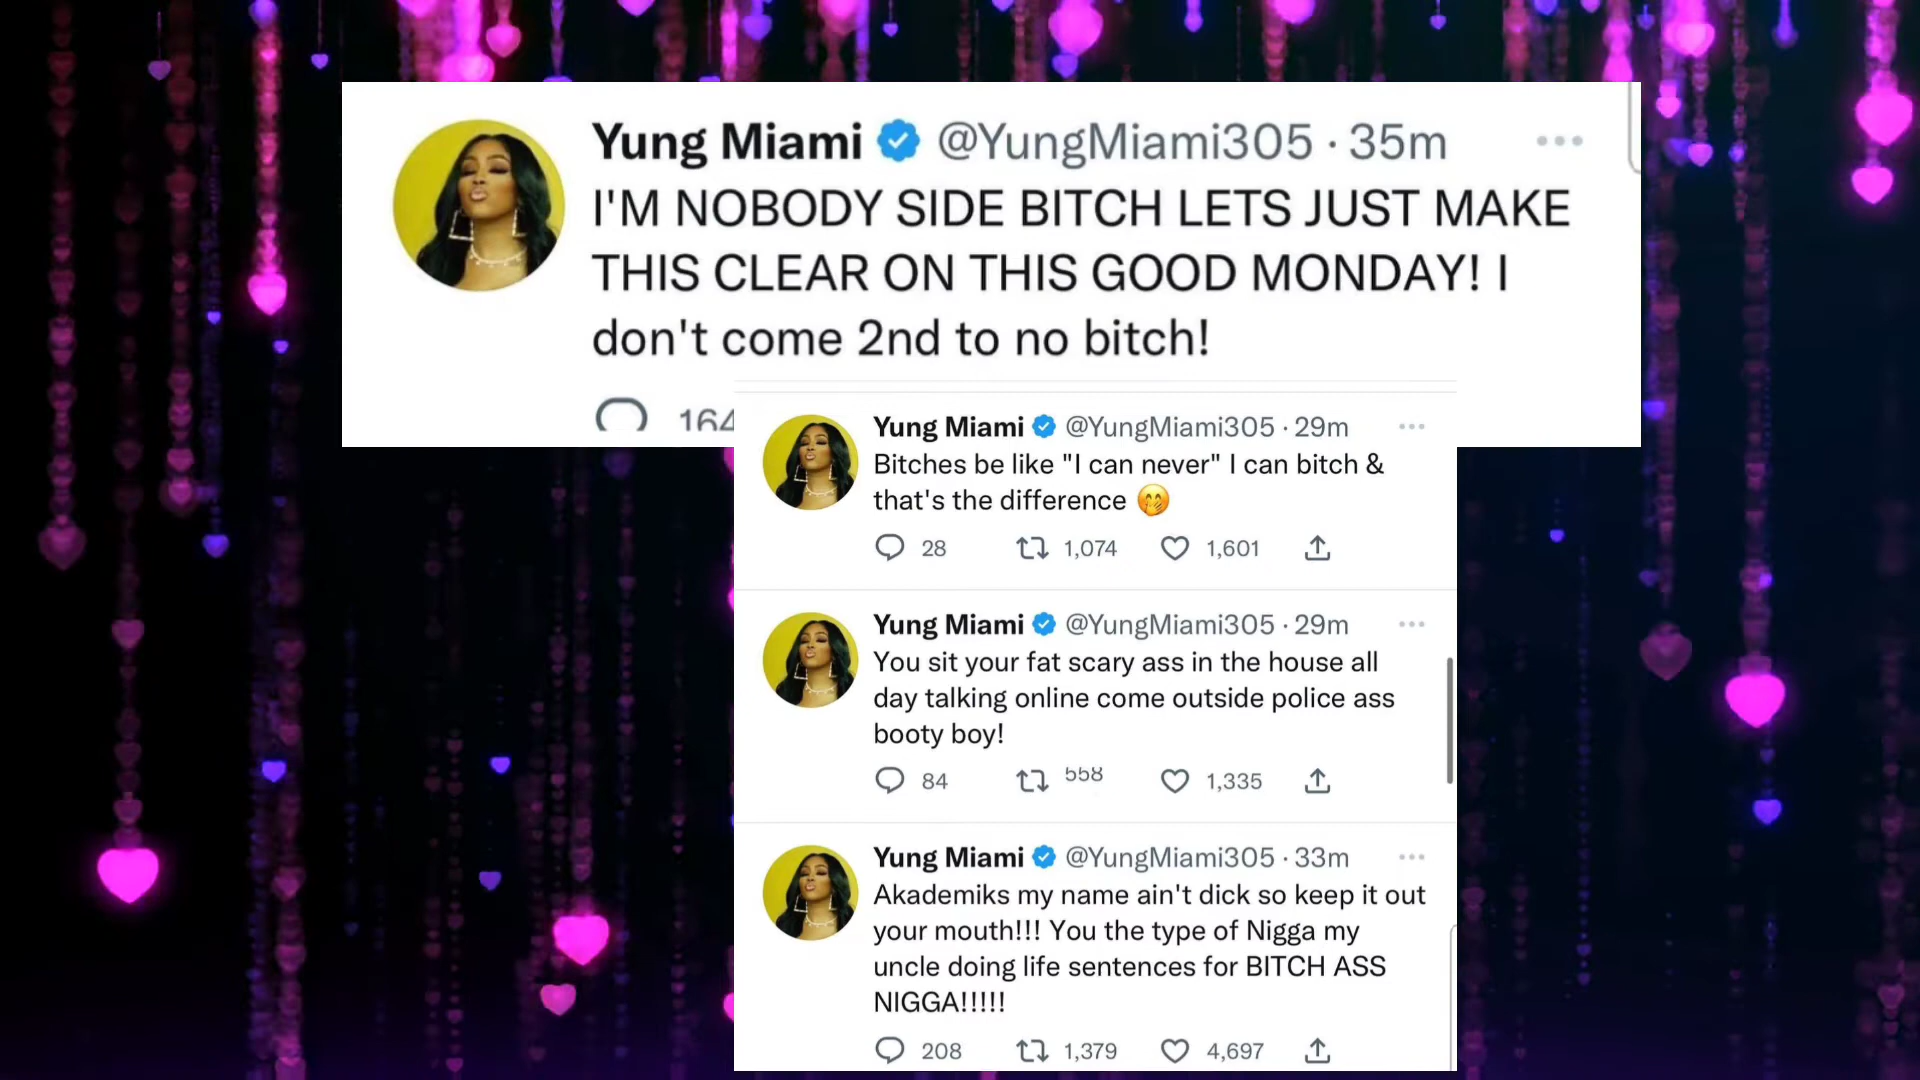 Yung Miami @YungMiami305 · 35m
I'M NOBODY SIDE BITCH LETS JUST MAKE
THIS CLEAR ON THIS GOOD MONDAY! I
don't come 2nd to no bitch!
164
Yung Miami @YungMiami305 · 29m
Bitches be like "I can never" I can bitch &
that's the difference 🤭
28 1,074 1,601
Yung Miami @YungMiami305 · 29m
You sit your fat scary ass in the house all
day talking online come outside police ass
booty boy!
84 558 1,335
Yung Miami @YungMiami305 · 33m
Akademiks my name ain't dick so keep it out
your mouth!!! You the type of Nigga my
uncle doing life sentences for BITCH ASS
NIGGA!!!!!
208 1,379 4,697